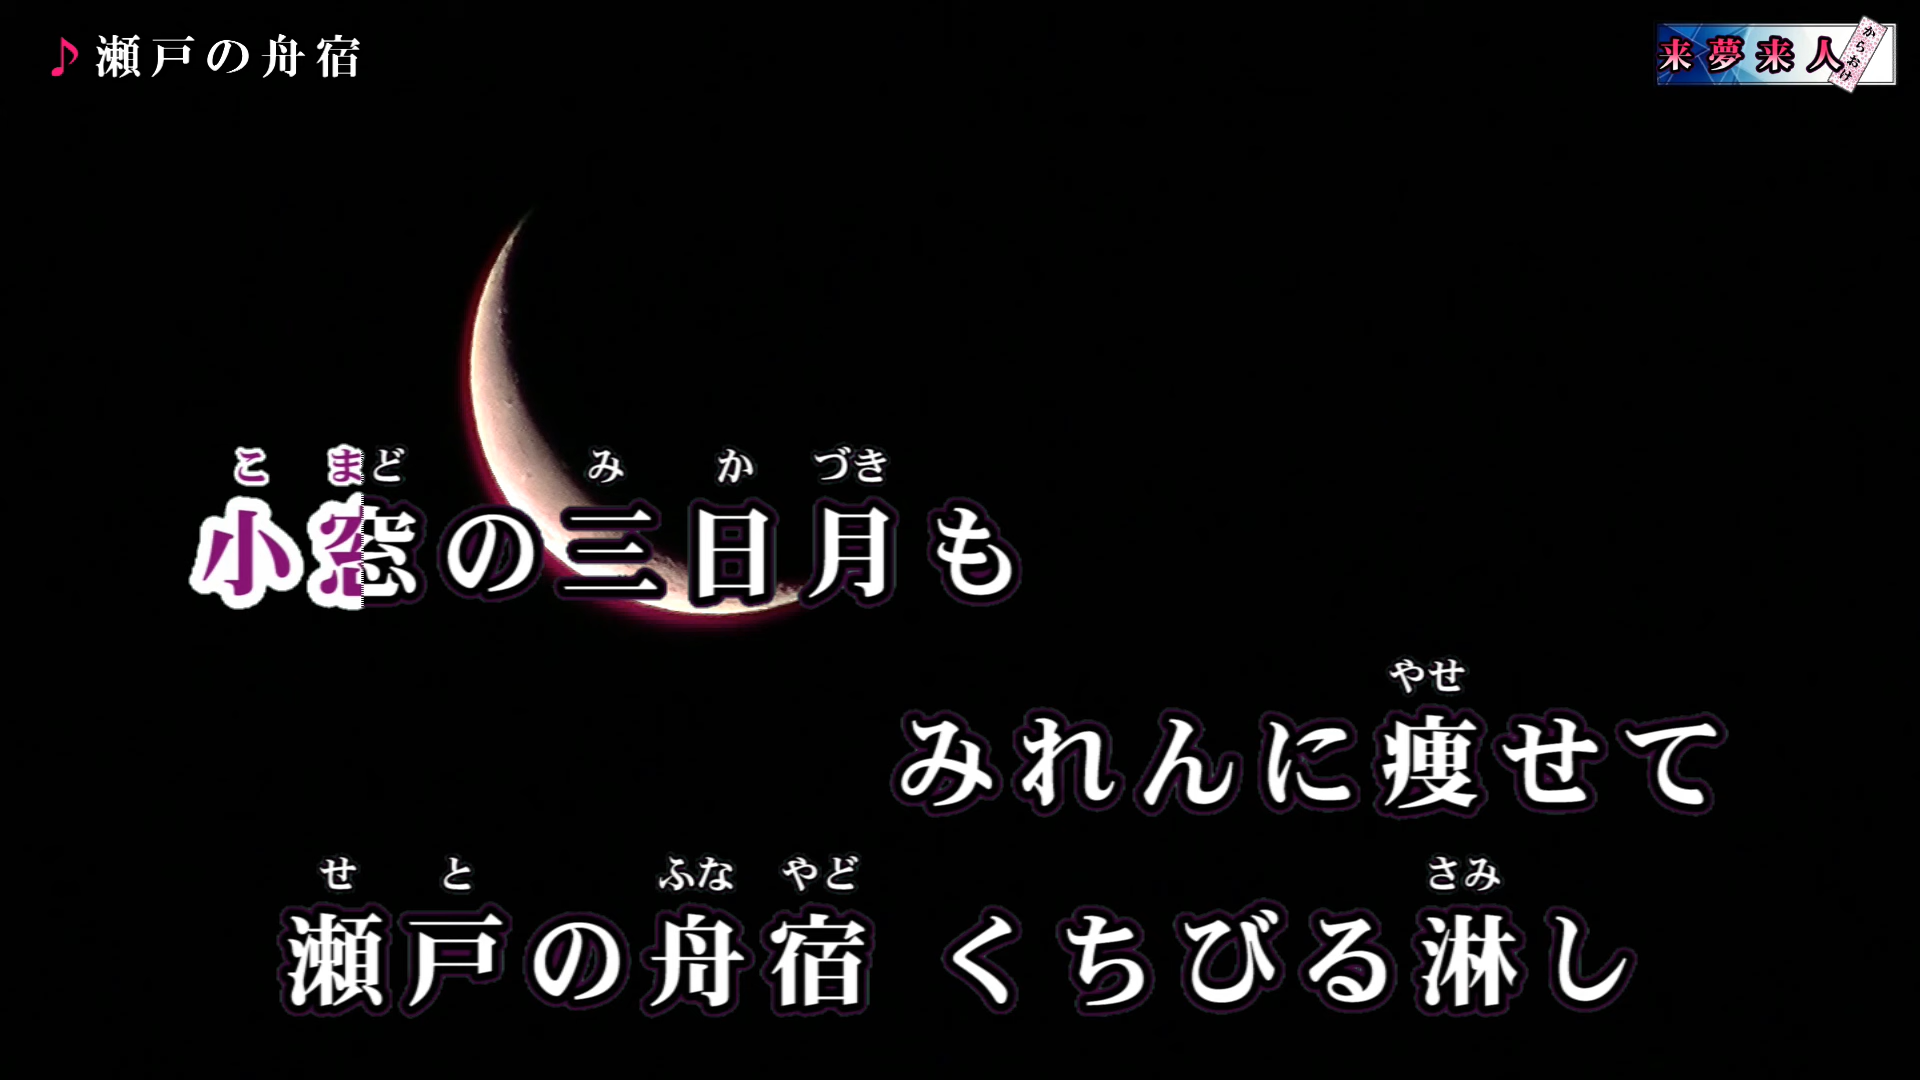 ♪瀬戸の舟宿
来夢来人
からおけ
こ まど み か づき
小窓の三日月も
やせ
みれんに痩せて
せ と ふな やど さみ
瀬戸の舟宿 くちびる淋し